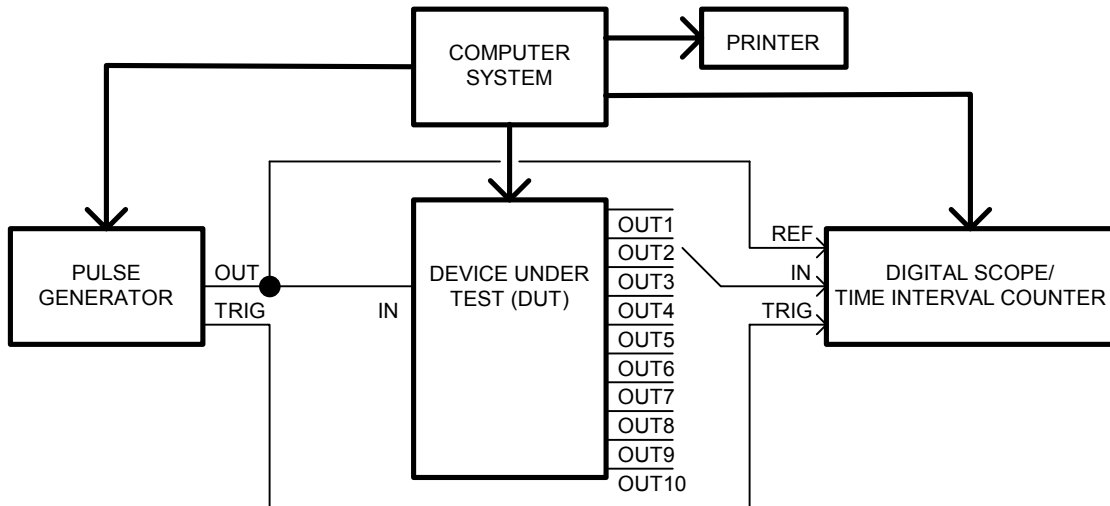 COMPUTER
SYSTEM
PRINTER
PULSE
GENERATOR
OUT
TRIG
IN
DEVICE UNDER
TEST (DUT)
OUT1
OUT2
OUT3
OUT4
OUT5
OUT6
OUT7
OUT8
OUT9
OUT10
REF
IN
TRIG
DIGITAL SCOPE/
TIME INTERVAL COUNTER